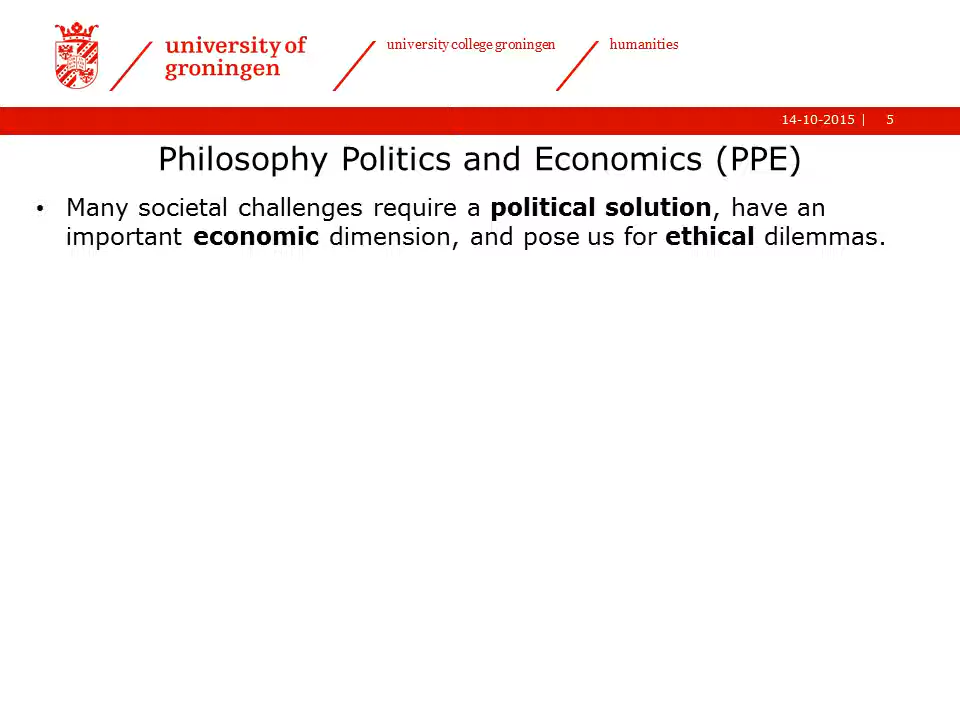 university of
groningen
university college groningen
humanities
14-10-2015 | 5
Philosophy Politics and Economics (PPE)
• Many societal challenges require a political solution, have an
important economic dimension, and pose us for ethical dilemmas.